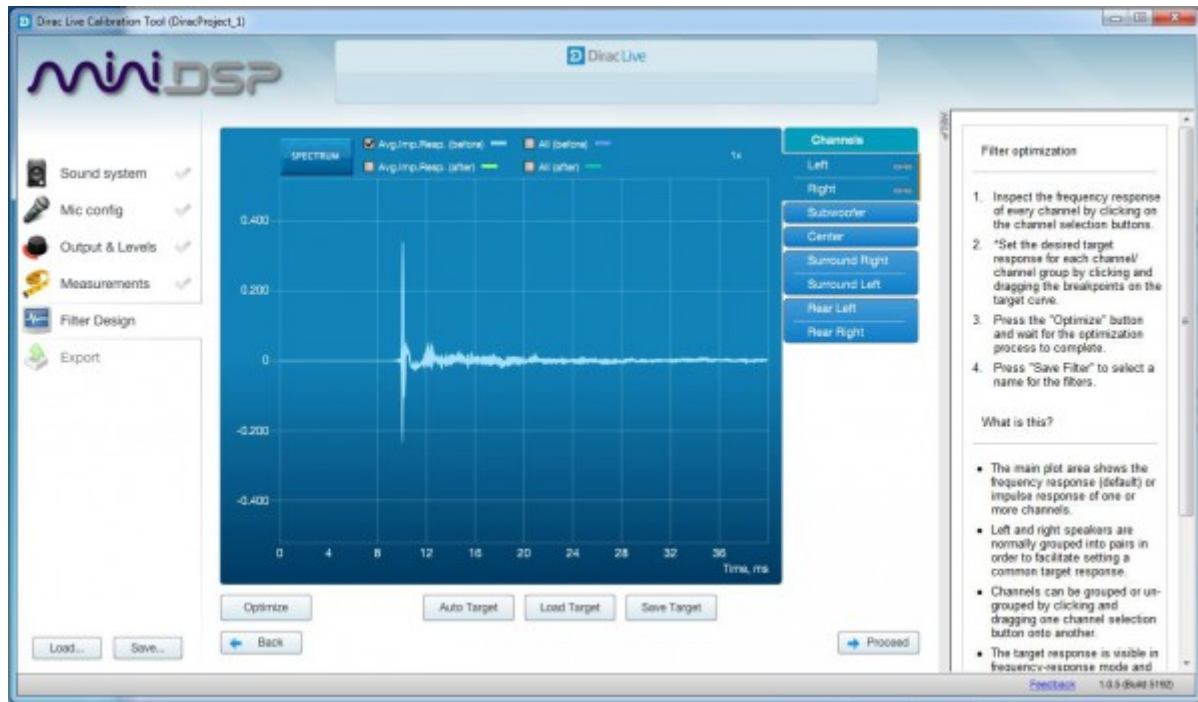 Dirac Live Calibration Tool (DiracProject_1)
miniDSP
Dirac Live
HELP
Sound system
Mic config
Output & Levels
Measurements
Filter Design
Export
Load...
Save...
SPECTRUM
Avg.Imp.Resp. (before)
All (before)
Avg.Imp.Resp. (after)
All (after)
1x
0.400
0.200
0
-0.200
-0.400
0 4 8 12 16 20 24 28 32 36
Time, ms
Channels
Left
Right
Subwoofer
Center
Surround Right
Surround Left
Rear Left
Rear Right
Optimize
Auto Target
Load Target
Save Target
Back
Proceed
Filter optimization
1. Inspect the frequency response
of every channel by clicking on
the channel selection buttons.
2. *Set the desired target
response for each channel/
channel group by clicking and
dragging the breakpoints on the
target curve.
3. Press the "Optimize" button
and wait for the optimization
process to complete.
4. Press "Save Filter" to select a
name for the filters.
What is this?
• The main plot area shows the
frequency response (default) or
impulse response of one or
more channels.
• Left and right speakers are
normally grouped into pairs in
order to facilitate setting a
common target response.
• Channels can be grouped or un-
grouped by clicking and
dragging one channel selection
button onto another.
• The target response is visible in
frequency-response mode and
Feedback
1.0.5 (Build 5192)